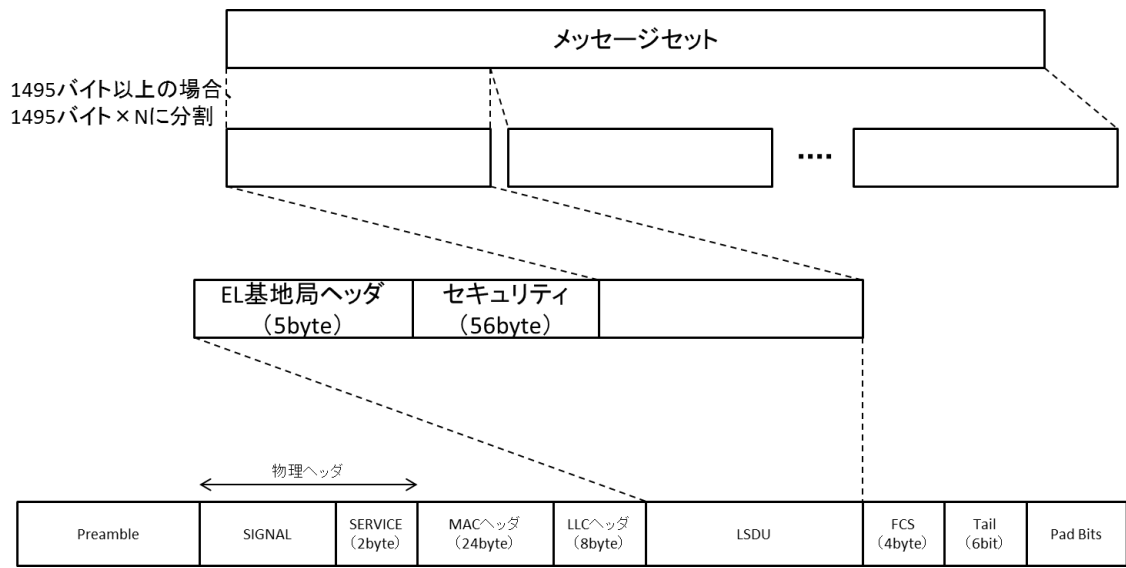 メッセージセット
1495バイト以上の場合、
1495バイト×Nに分割
....
EL基地局ヘッダ
（5byte）
セキュリティ
（56byte）
物理ヘッダ
Preamble
SIGNAL
SERVICE
（2byte）
MACヘッダ
（24byte）
LLCヘッダ
（8byte）
LSDU
FCS
（4byte）
Tail
（6bit）
Pad Bits